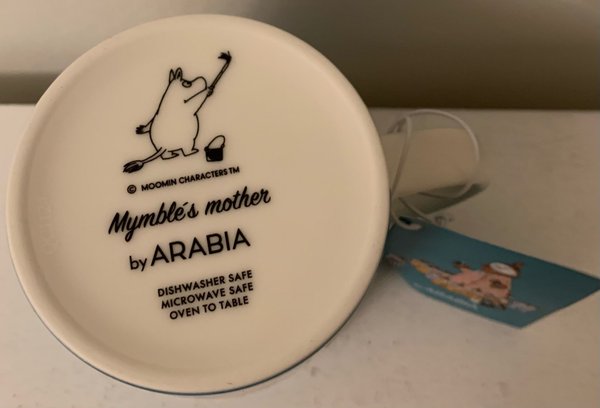 © MOOMIN CHARACTERS™
Mymble's mother
by ARABIA
DISHWASHER SAFE
MICROWAVE SAFE
OVEN TO TABLE